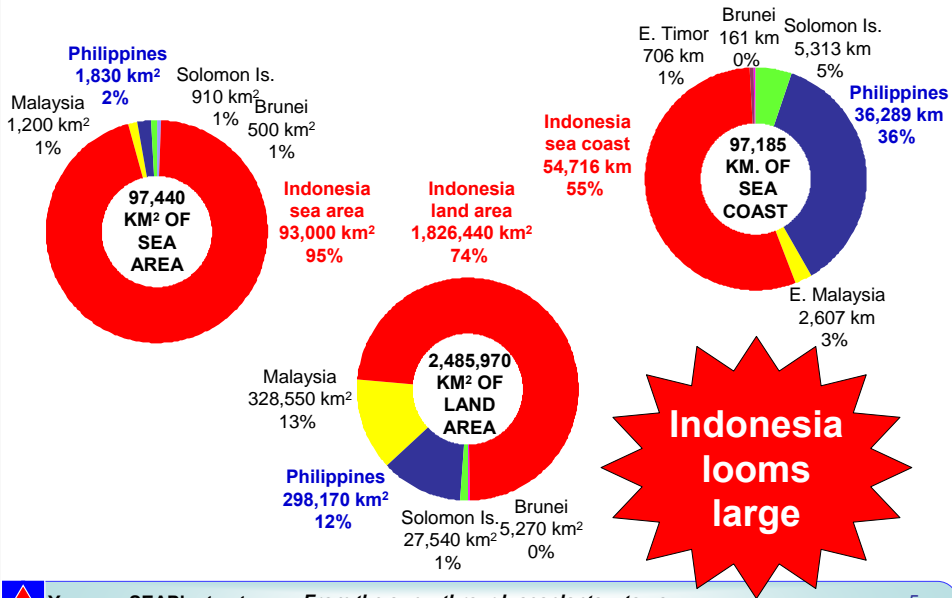 Philippines
1,830 km²
2%
Solomon Is.
910 km²
1%
Malaysia
1,200 km²
1%
Brunei
500 km²
1%
97,440
KM² OF
SEA
AREA
Indonesia
sea area
93,000 km²
95%
Indonesia
land area
1,826,440 km²
74%
E. Timor
706 km
1%
Brunei
161 km
0%
Solomon Is.
5,313 km
5%
Philippines
36,289 km
36%
Indonesia
sea coast
54,716 km
55%
97,185
KM. OF
SEA
COAST
E. Malaysia
2,607 km
3%
Malaysia
328,550 km²
13%
2,485,970
KM² OF
LAND
AREA
Philippines
298,170 km²
12%
Solomon Is.
27,540 km²
1%
Brunei
5,270 km²
0%
Indonesia
looms
large